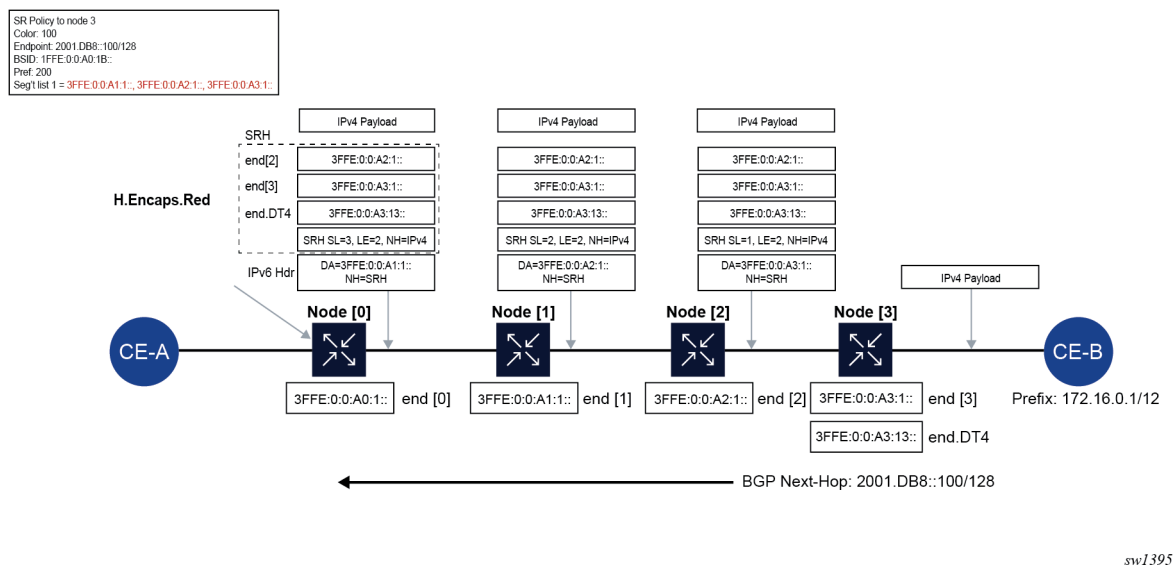 SR Policy to node 3
Color: 100
Endpoint: 2001.DB8::100/128
BSID: 1FFE:0:0:A0:1B::
Pref: 200
Seg't list 1 = 3FFE:0:0:A1:1::, 3FFE:0:0:A2:1::, 3FFE:0:0:A3:1::
IPv4 Payload
IPv4 Payload
IPv4 Payload
SRH
end[2]
3FFE:0:0:A2:1::
3FFE:0:0:A2:1::
3FFE:0:0:A2:1::
end[3]
3FFE:0:0:A3:1::
3FFE:0:0:A3:1::
3FFE:0:0:A3:1::
H.Encaps.Red
end.DT4
3FFE:0:0:A3:13::
3FFE:0:0:A3:13::
3FFE:0:0:A3:13::
SRH SL=3, LE=2, NH=IPv4
SRH SL=2, LE=2, NH=IPv4
SRH SL=1, LE=2, NH=IPv4
IPv6 Hdr
DA=3FFE:0:0:A1:1::
NH=SRH
DA=3FFE:0:0:A2:1::
NH=SRH
DA=3FFE:0:0:A3:1::
NH=SRH
IPv4 Payload
Node [0]
Node [1]
Node [2]
Node [3]
CE-A
CE-B
3FFE:0:0:A0:1::
end [0]
3FFE:0:0:A1:1::
end [1]
3FFE:0:0:A2:1::
end [2]
3FFE:0:0:A3:1::
end [3]
Prefix: 172.16.0.1/12
3FFE:0:0:A3:13::
end.DT4
BGP Next-Hop: 2001.DB8::100/128
sw1395